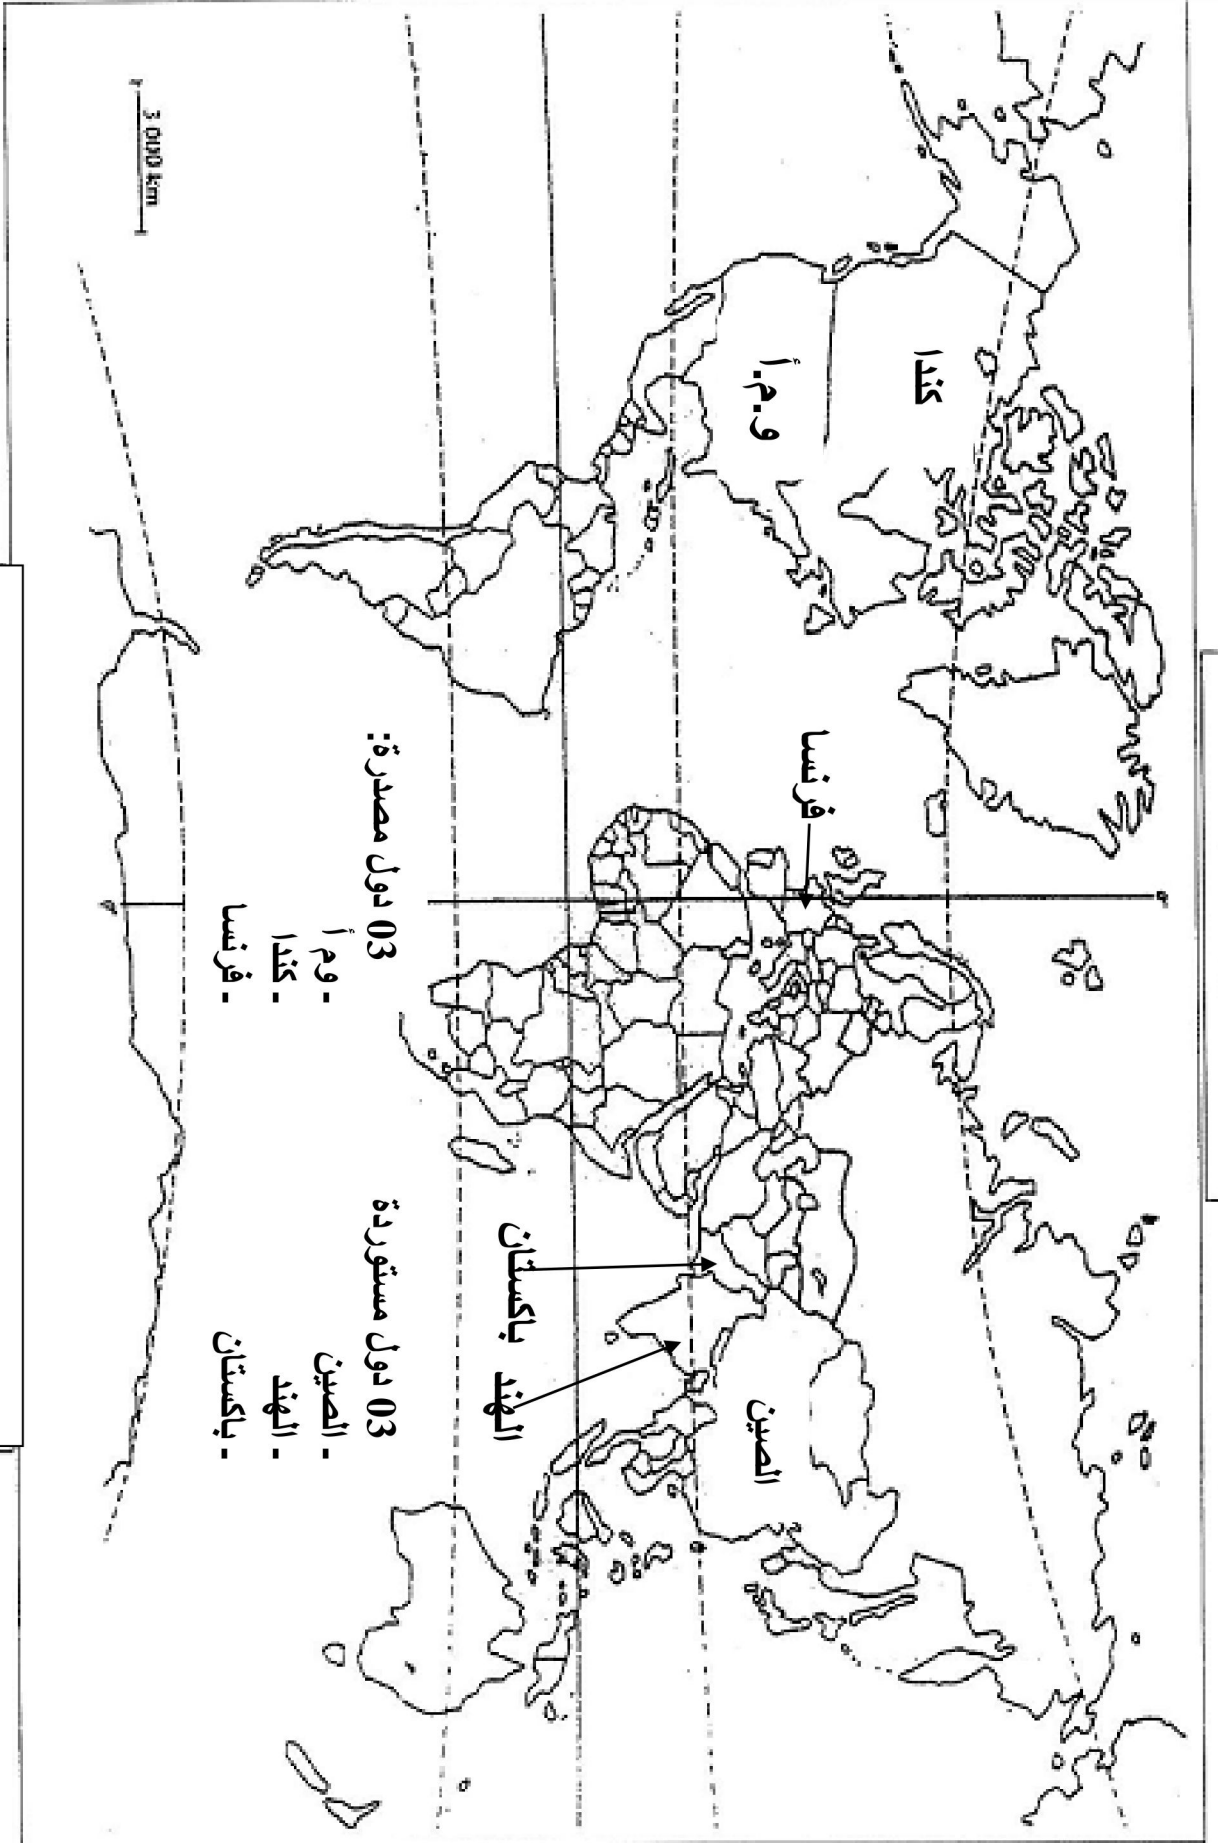 كندا
و.م.أ
فرنسا
الصين
باكستان
الهند
03 دول مصدرة:
- وم أ
- كندا
- فرنسا
03 دول مستوردة
- الصين
- الهند
- باكستان
3 000 km